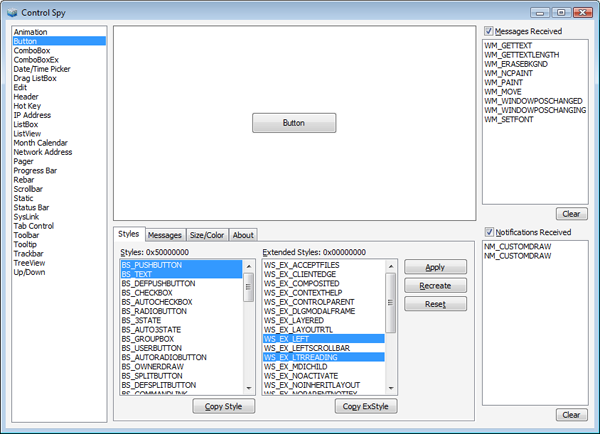 Control Spy
Animation
Button
ComboBox
ComboBoxEx
Date/Time Picker
Drag ListBox
Edit
Header
Hot Key
IP Address
ListBox
ListView
Month Calendar
Network Address
Pager
Progress Bar
Rebar
Scrollbar
Static
Status Bar
SysLink
Tab Control
Toolbar
Tooltip
Trackbar
TreeView
Up/Down
Button
Styles Messages Size/Color About
Styles: 0x50000000
BS_PUSHBUTTON
BS_TEXT
BS_DEFPUSHBUTTON
BS_CHECKBOX
BS_AUTOCHECKBOX
BS_RADIOBUTTON
BS_3STATE
BS_AUTO3STATE
BS_GROUPBOX
BS_USERBUTTON
BS_AUTORADIOBUTTON
BS_OWNERDRAW
BS_SPLITBUTTON
BS_DEFSPLITBUTTON
BS_COMMANDLINK
Copy Style
Extended Styles: 0x00000000
WS_EX_ACCEPTFILES
WS_EX_CLIENTEDGE
WS_EX_COMPOSITED
WS_EX_CONTEXTHELP
WS_EX_CONTROLPARENT
WS_EX_DLGMODALFRAME
WS_EX_LAYERED
WS_EX_LAYOUTRTL
WS_EX_LEFT
WS_EX_LEFTSCROLLBAR
WS_EX_LTRREADING
WS_EX_MDICHILD
WS_EX_NOACTIVATE
WS_EX_NOINHERITLAYOUT
WS_EX_NOPARENTNOTIFY
Copy ExStyle
Apply
Recreate
Reset
Messages Received
WM_GETTEXT
WM_GETTEXTLENGTH
WM_ERASEBKGND
WM_NCPAINT
WM_PAINT
WM_MOVE
WM_WINDOWPOSCHANGED
WM_WINDOWPOSCHANGING
WM_SETFONT
Clear
Notifications Received
NM_CUSTOMDRAW
NM_CUSTOMDRAW
Clear